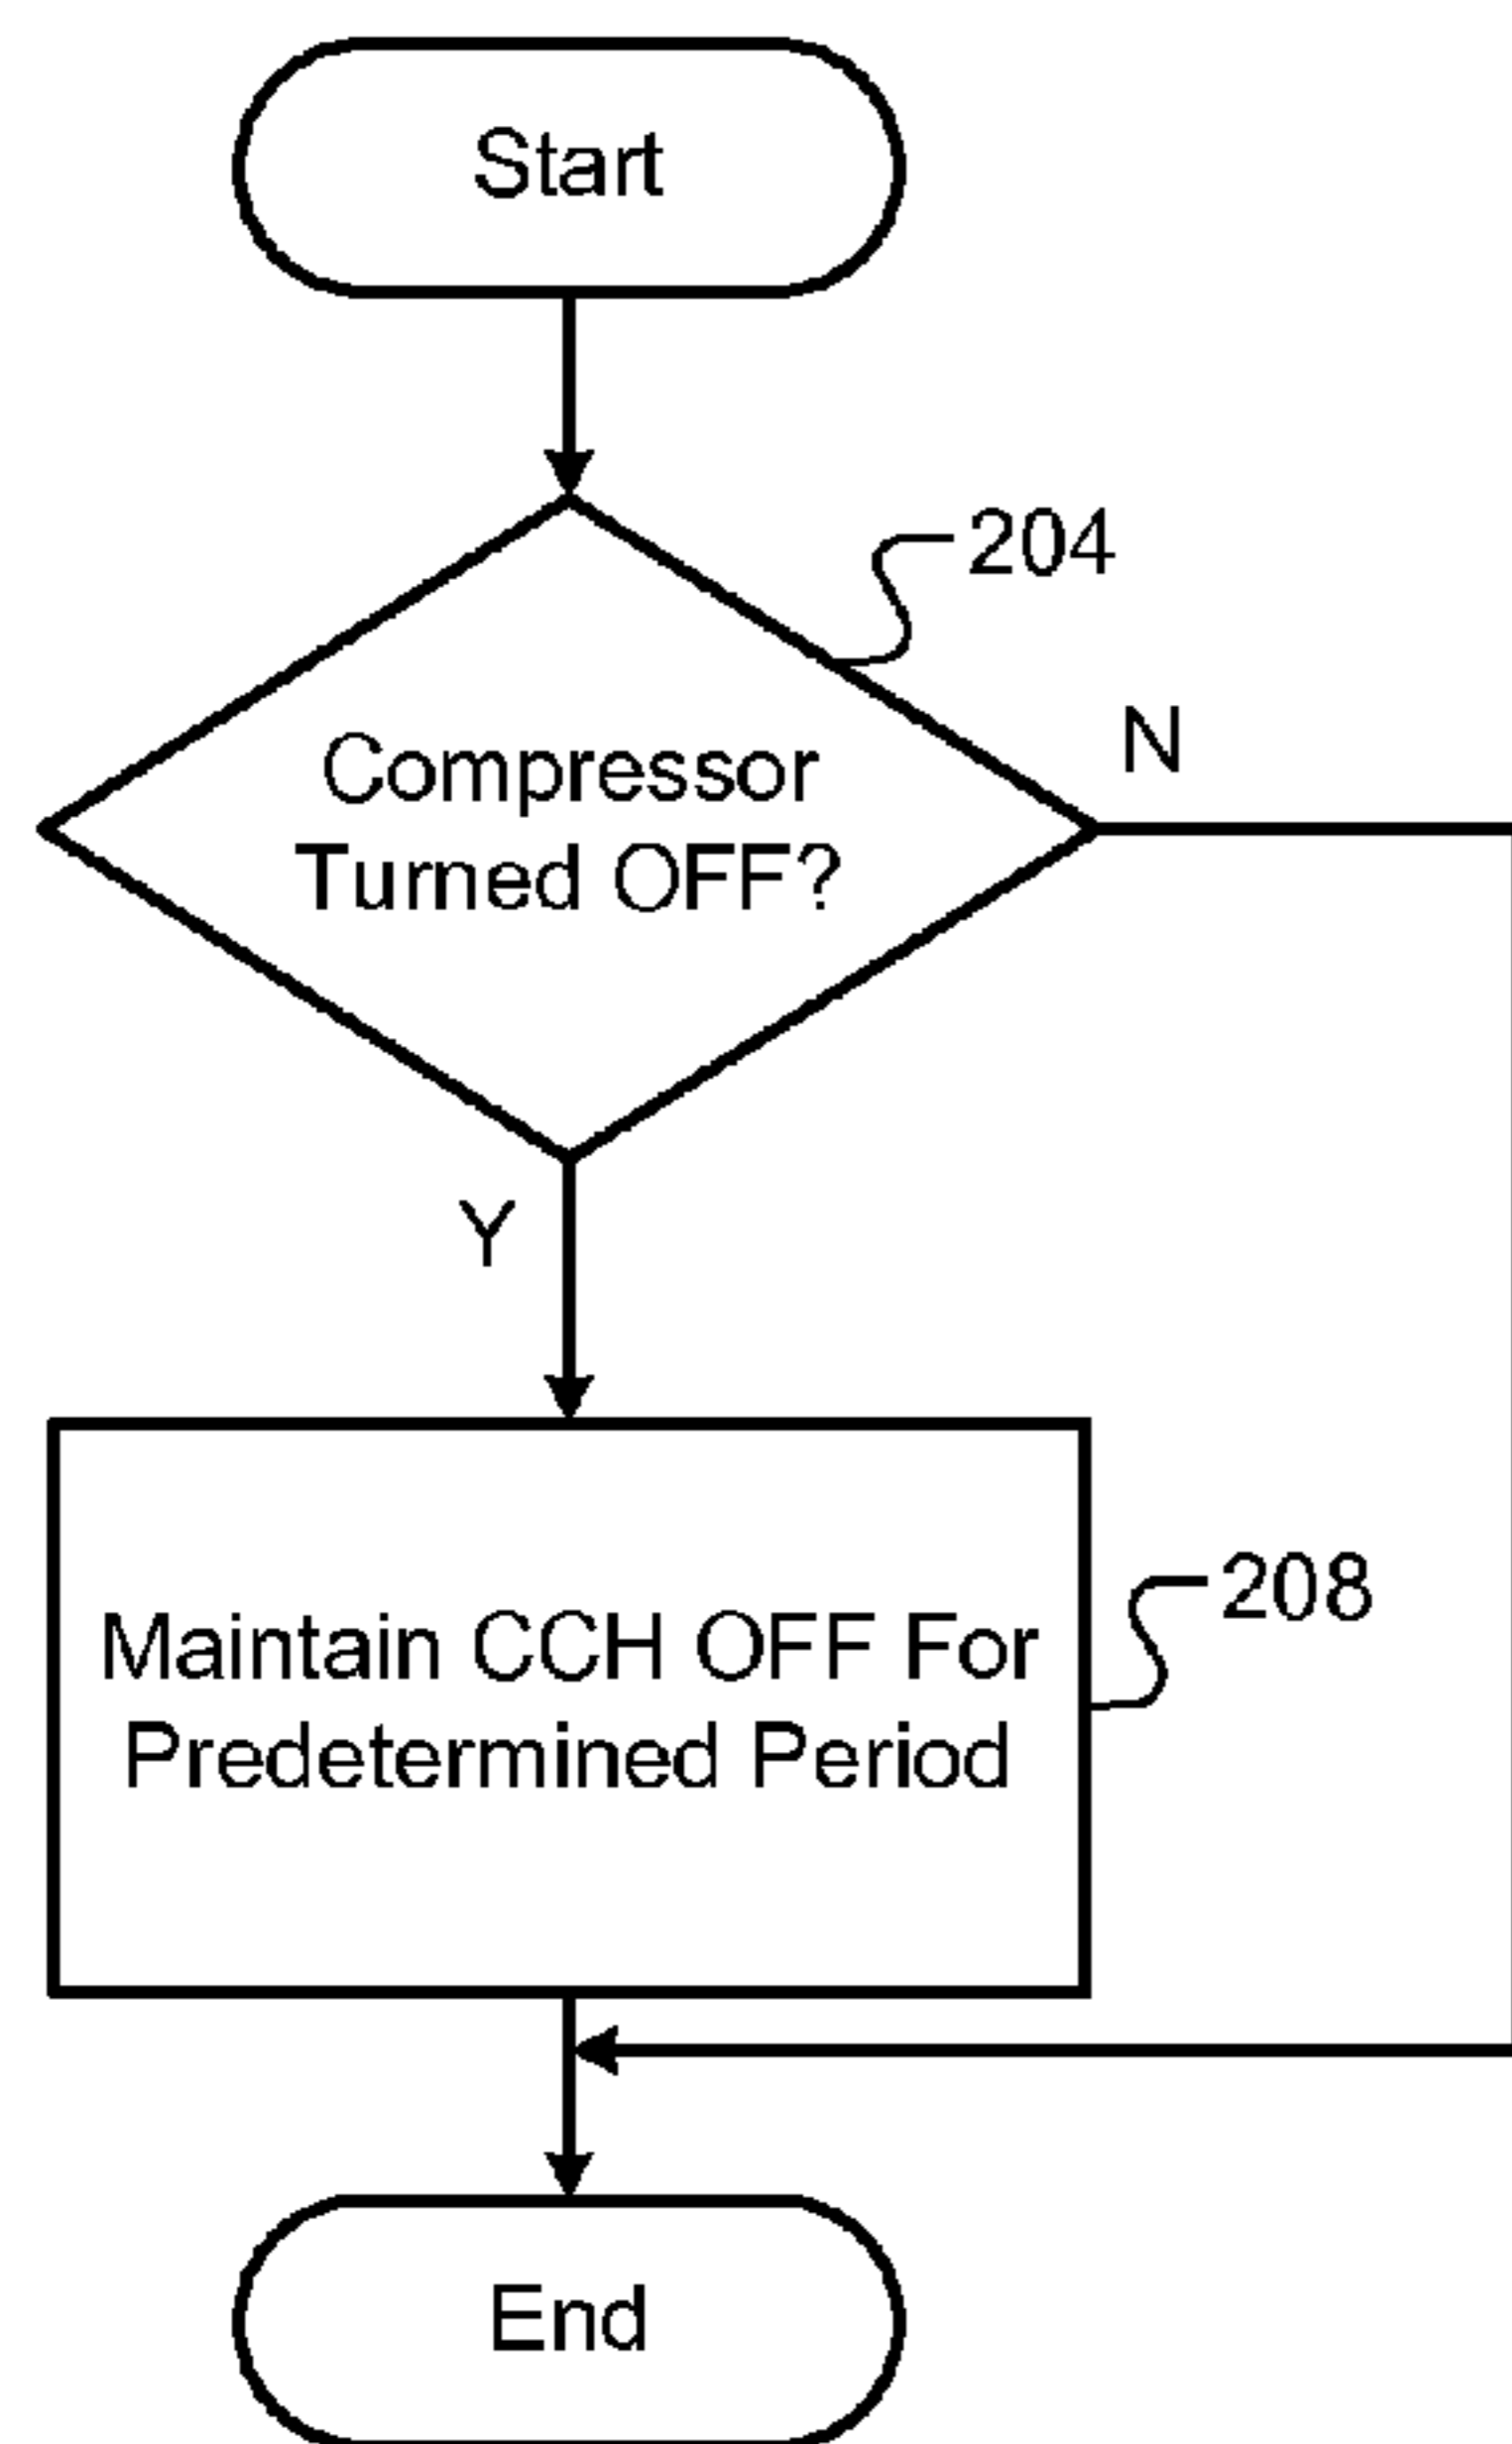 Start
204
N
Compressor
Turned OFF?
Y
208
Maintain CCH OFF For
Predetermined Period
End